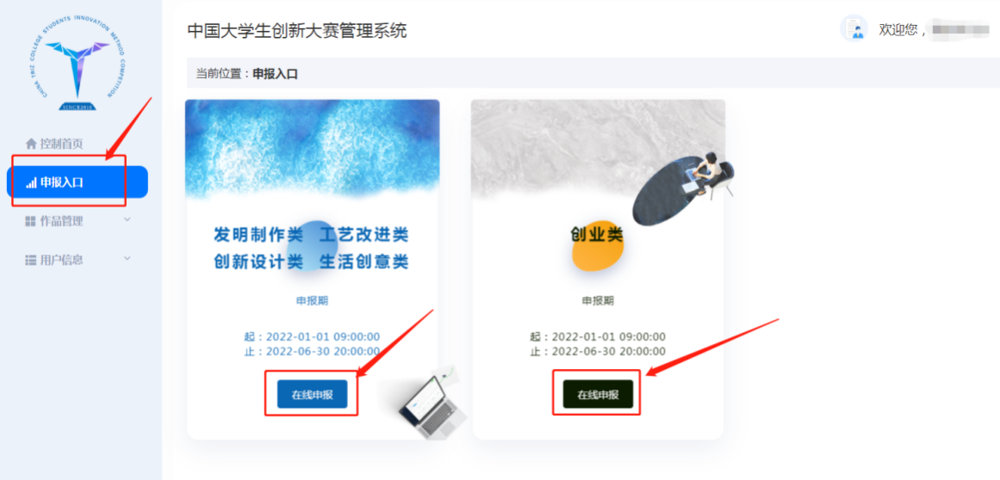 CHINA TRIZ COLLEGE STUDENTS INNOVATION METHOD COMPETITION
SINCE2018
中国大学生创新大赛管理系统
欢迎您，
当前位置：申报入口
控制首页
申报入口
作品管理
用户信息
发明制作类 工艺改进类
创新设计类 生活创意类
申报期
起：2022-01-01 09:00:00
止：2022-06-30 20:00:00
在线申报
创业类
申报期
起：2022-01-01 09:00:00
止：2022-06-30 20:00:00
在线申报